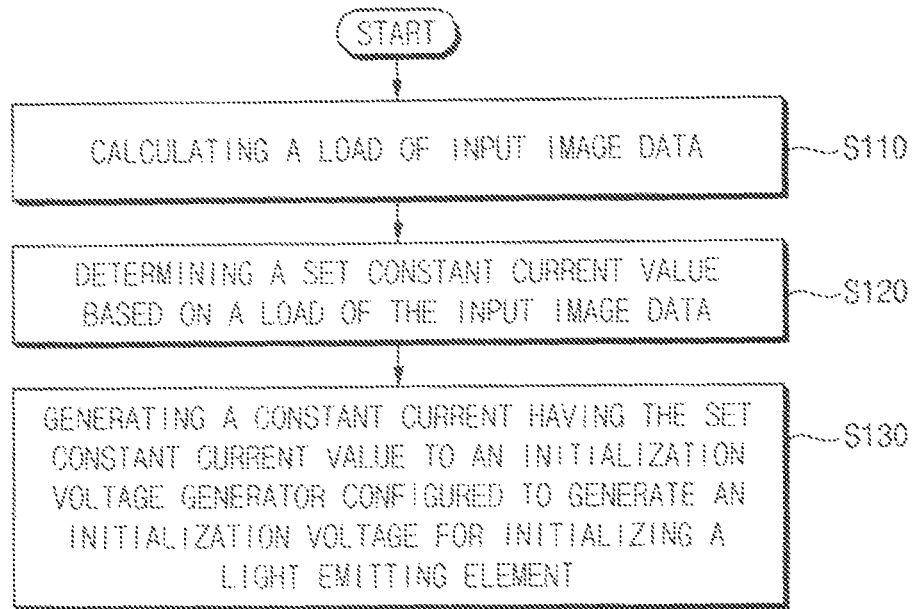 START
CALCULATING A LOAD OF INPUT IMAGE DATA
S110
DETERMINING A SET CONSTANT CURRENT VALUE
BASED ON A LOAD OF THE INPUT IMAGE DATA
S120
GENERATING A CONSTANT CURRENT HAVING THE SET
CONSTANT CURRENT VALUE TO AN INITIALIZATION
VOLTAGE GENERATOR CONFIGURED TO GENERATE AN
INITIALIZATION VOLTAGE FOR INITIALIZING A
LIGHT EMITTING ELEMENT
S130